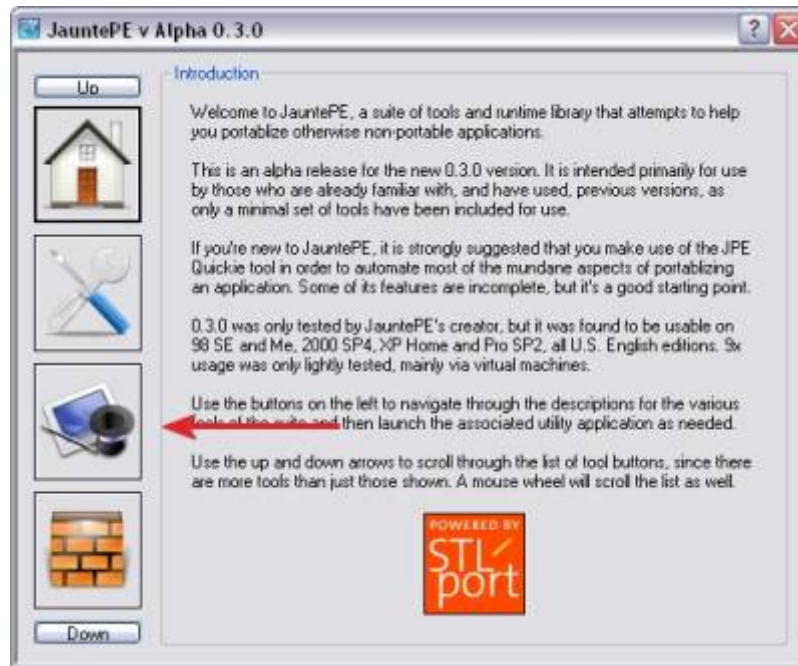 JauntePE v Alpha 0.3.0
Up
Introduction
Welcome to JauntePE, a suite of tools and runtime library that attempts to help
you portablize otherwise non-portable applications.
This is an alpha release for the new 0.3.0 version. It is intended primarily for use
by those who are already familiar with, and have used, previous versions, as
only a minimal set of tools have been included for use.
If you're new to JauntePE, it is strongly suggested that you make use of the JPE
Quickie tool in order to automate most of the mundane aspects of portablizing
an application. Some of its features are incomplete, but it's a good starting point.
0.3.0 was only tested by JauntePE's creator, but it was found to be usable on
98 SE and Me, 2000 SP4, XP Home and Pro SP2, all U.S. English editions. 9x
usage was only lightly tested, mainly via virtual machines.
Use the buttons on the left to navigate through the descriptions for the various
tools of the suite and then launch the associated utility application as needed.
Use the up and down arrows to scroll through the list of tool buttons, since there
are more tools than just those shown. A mouse wheel will scroll the list as well.
POWERED BY
STL
port
Down